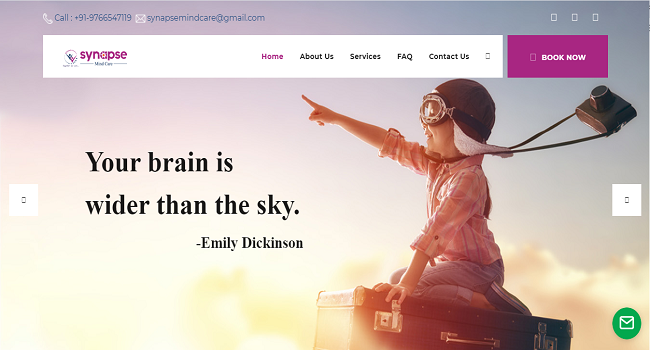 Call : +91-9766547119 synapsemindcare@gmail.com
synapse
Mind Care
Home About Us Services FAQ Contact Us
BOOK NOW
Your brain is
wider than the sky.
-Emily Dickinson